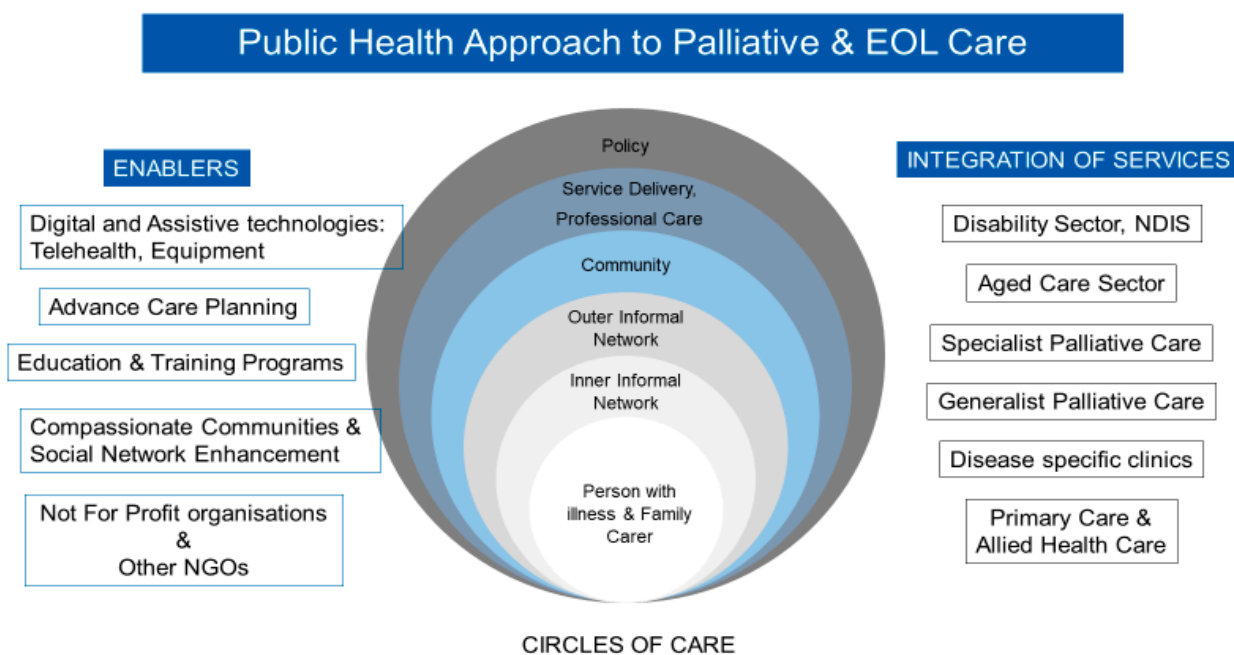 Public Health Approach to Palliative & EOL Care
ENABLERS
Digital and Assistive technologies:
Telehealth, Equipment
Advance Care Planning
Education & Training Programs
Compassionate Communities &
Social Network Enhancement
Not For Profit organisations
&
Other NGOs
Policy
Service Delivery,
Professional Care
Community
Outer Informal
Network
Inner Informal
Network
Person with
illness & Family
Carer
CIRCLES OF CARE
INTEGRATION OF SERVICES
Disability Sector, NDIS
Aged Care Sector
Specialist Palliative Care
Generalist Palliative Care
Disease specific clinics
Primary Care &
Allied Health Care